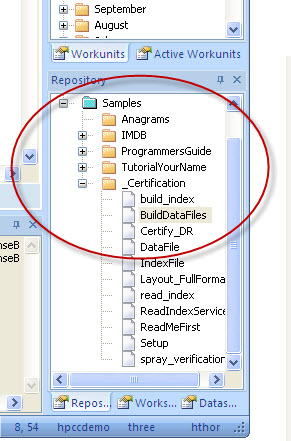 September
August
Workunits
Active Workunits
Repository
Samples
Anagrams
IMDB
ProgrammersGuide
TutorialYourName
_Certification
build_index
BuildDataFiles
Certify_DR
DataFile
IndexFile
Layout_FullForma
read_index
ReadIndexService
ReadMeFirst
Setup
spray_verification
nseB
nseB
Repos...
Works...
Datas...
8, 54
hpccdemo
three
hthor